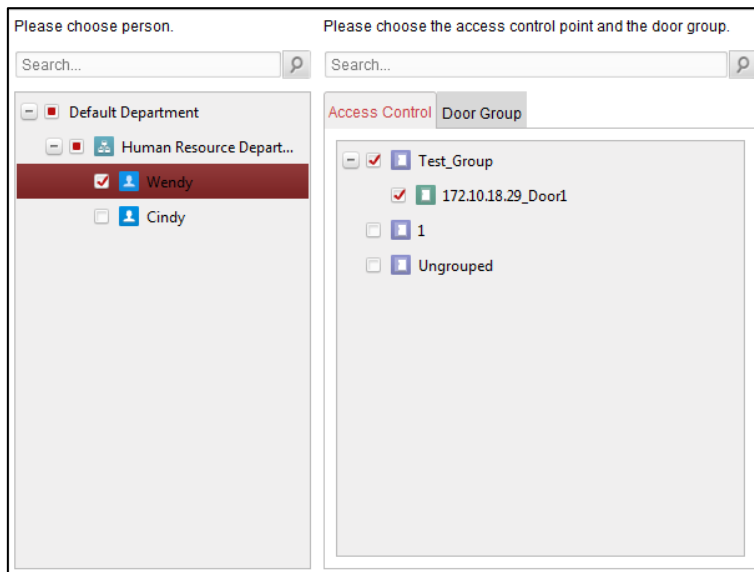 Please choose person.
Search...
Default Department
Human Resource Depart...
Wendy
Cindy
Please choose the access control point and the door group.
Search...
Access Control
Door Group
Test_Group
172.10.18.29_Door1
1
Ungrouped